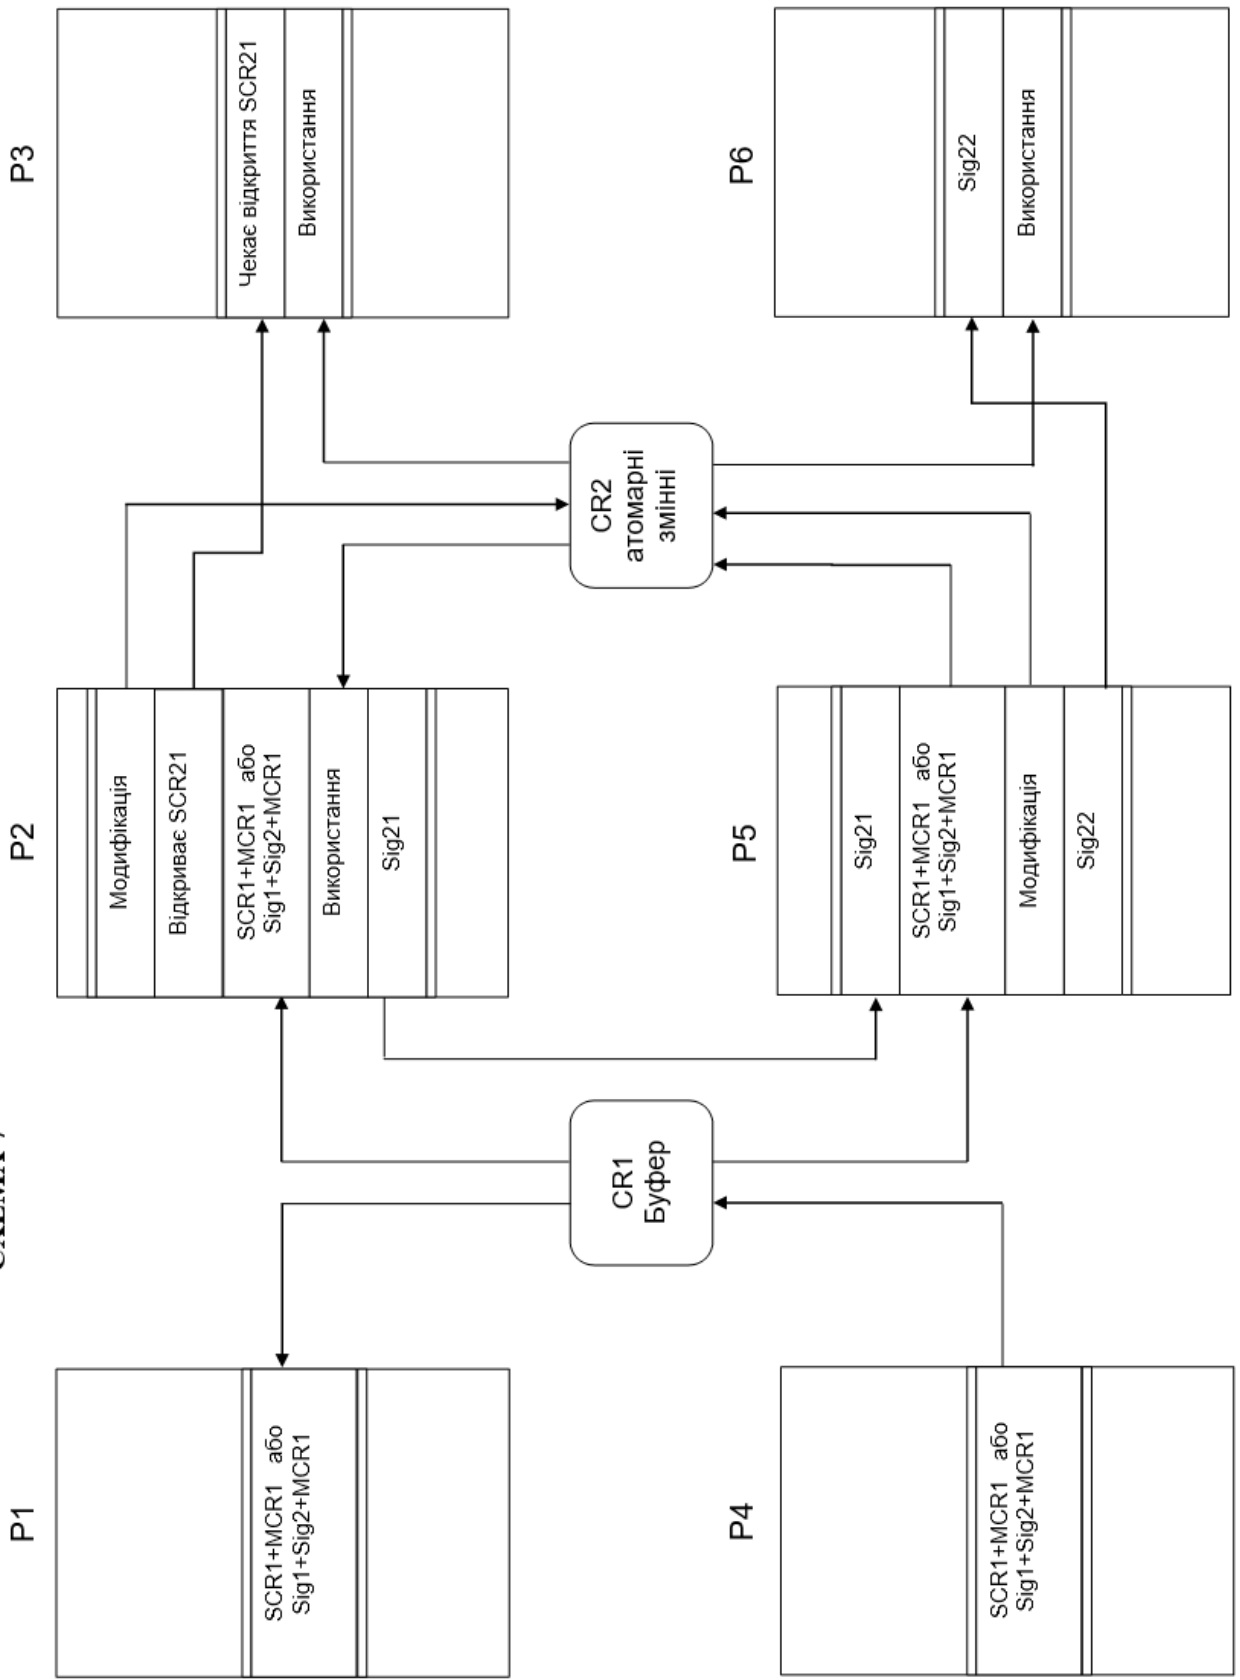 P1
P2
P3
SCR1+MCR1 або
Sig1+Sig2+MCR1
Модифікація
Відкриває SCR21
SCR1+MCR1 або
Sig1+Sig2+MCR1
Використання
Sig21
Чекає відкриття SCR21
Використання
CR1
Буфер
CR2
атомарні
змінні
P4
P5
P6
SCR1+MCR1 або
Sig1+Sig2+MCR1
Sig21
SCR1+MCR1 або
Sig1+Sig2+MCR1
Модифікація
Sig22
Sig22
Використання